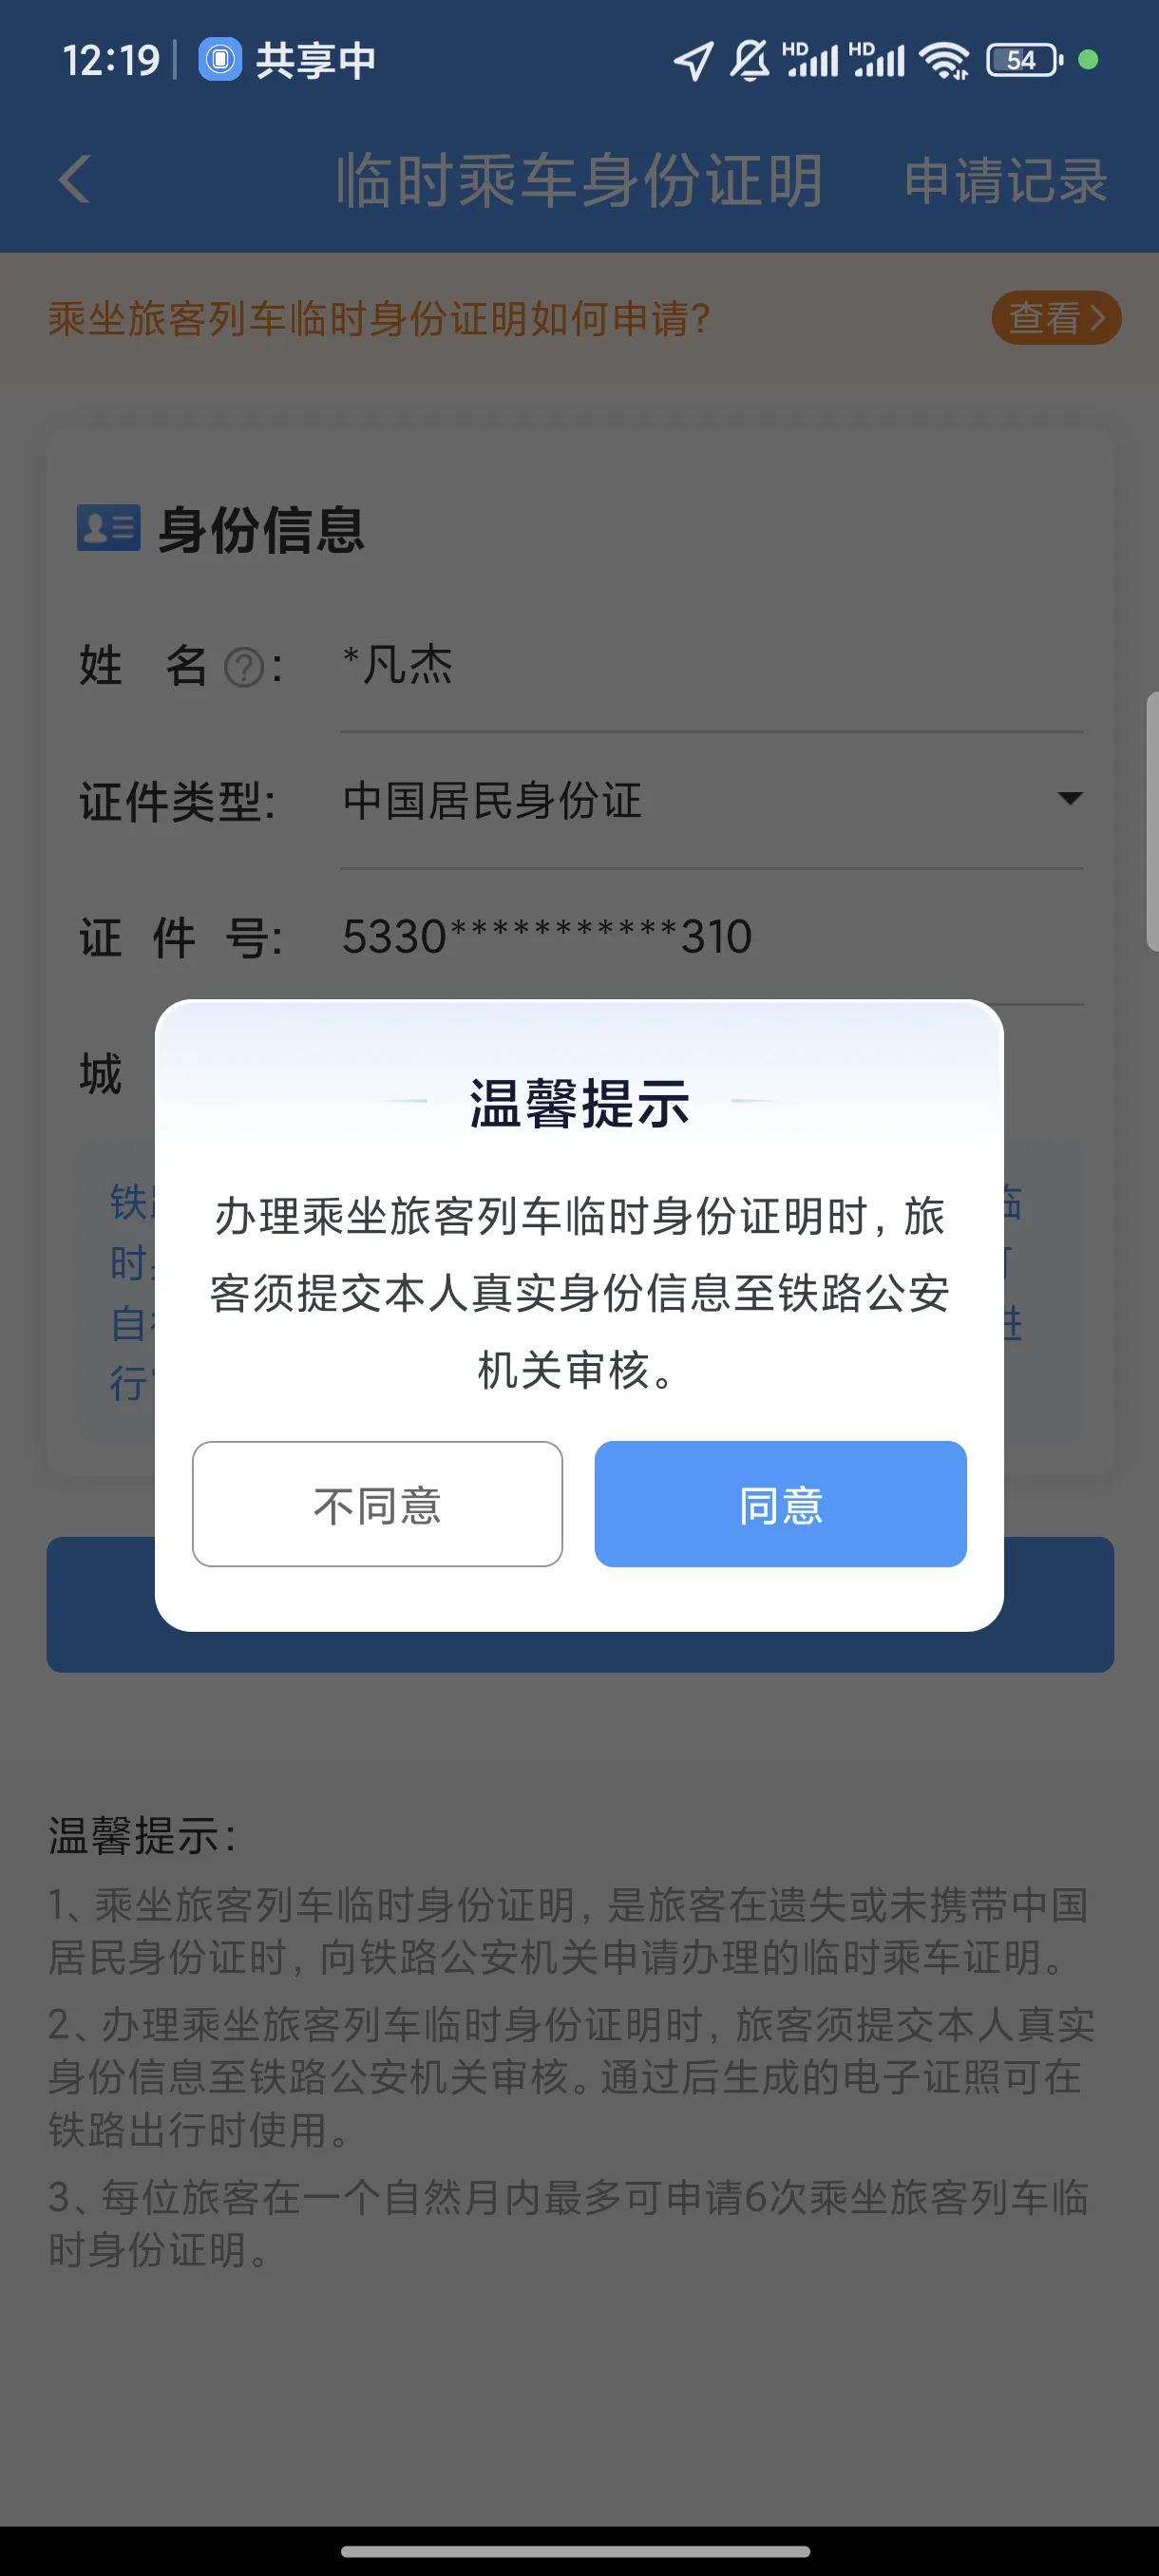 12:19 共享中 HD HD 54
临时乘车身份证明 申请记录
乘坐旅客列车临时身份证明如何申请? 查看
身份信息
姓 名?: *凡杰
证件类型: 中国居民身份证
证 件 号: 5330***********310
城
铁
时
自
行
临
进
温馨提示
办理乘坐旅客列车临时身份证明时，旅
客须提交本人真实身份信息至铁路公安
机关审核。
不同意 同意
温馨提示:
1、乘坐旅客列车临时身份证明，是旅客在遗失或未携带中国
居民身份证时，向铁路公安机关申请办理的临时乘车证明。
2、办理乘坐旅客列车临时身份证明时，旅客须提交本人真实
身份信息至铁路公安机关审核。通过后生成的电子证照可在
铁路出行时使用。
3、每位旅客在一个自然月内最多可申请6次乘坐旅客列车临
时身份证明。